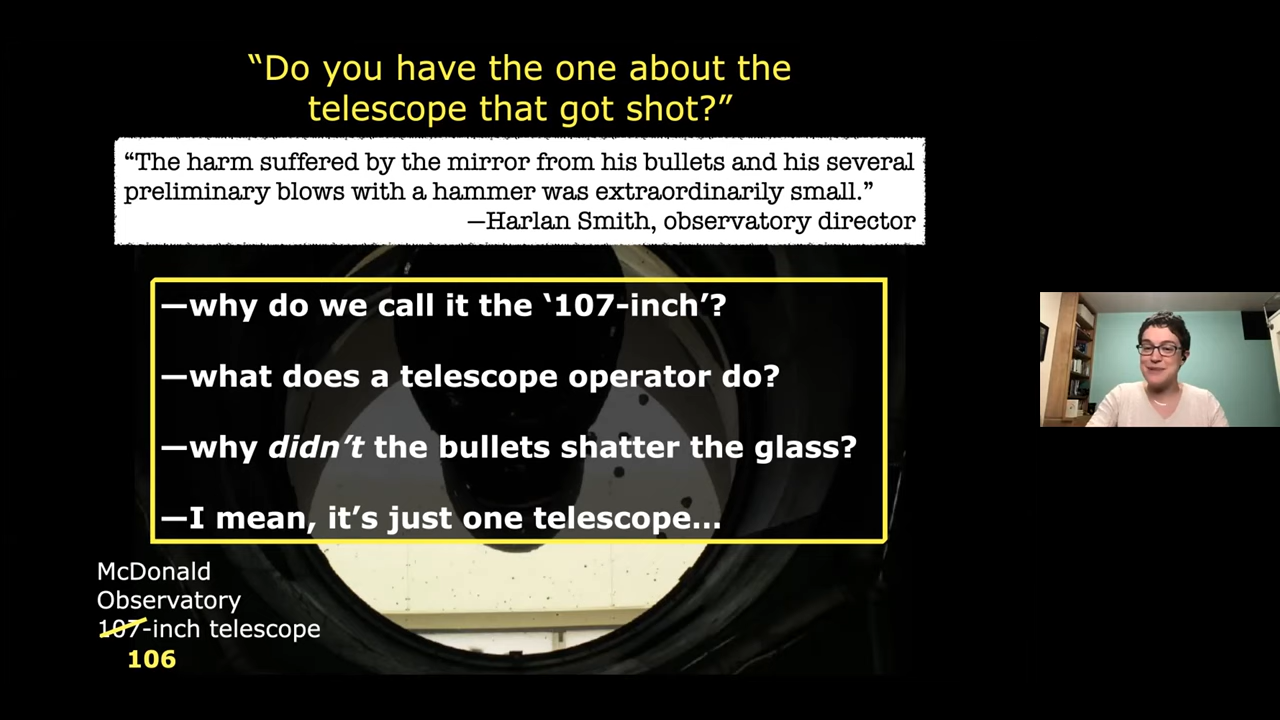 “Do you have the one about the
telescope that got shot?”
“The harm suffered by the mirror from his bullets and his several
preliminary blows with a hammer was extraordinarily small.”
—Harlan Smith, observatory director
—why do we call it the ‘107-inch’?
—what does a telescope operator do?
—why didn’t the bullets shatter the glass?
—I mean, it’s just one telescope...
McDonald
Observatory
107-inch telescope
106